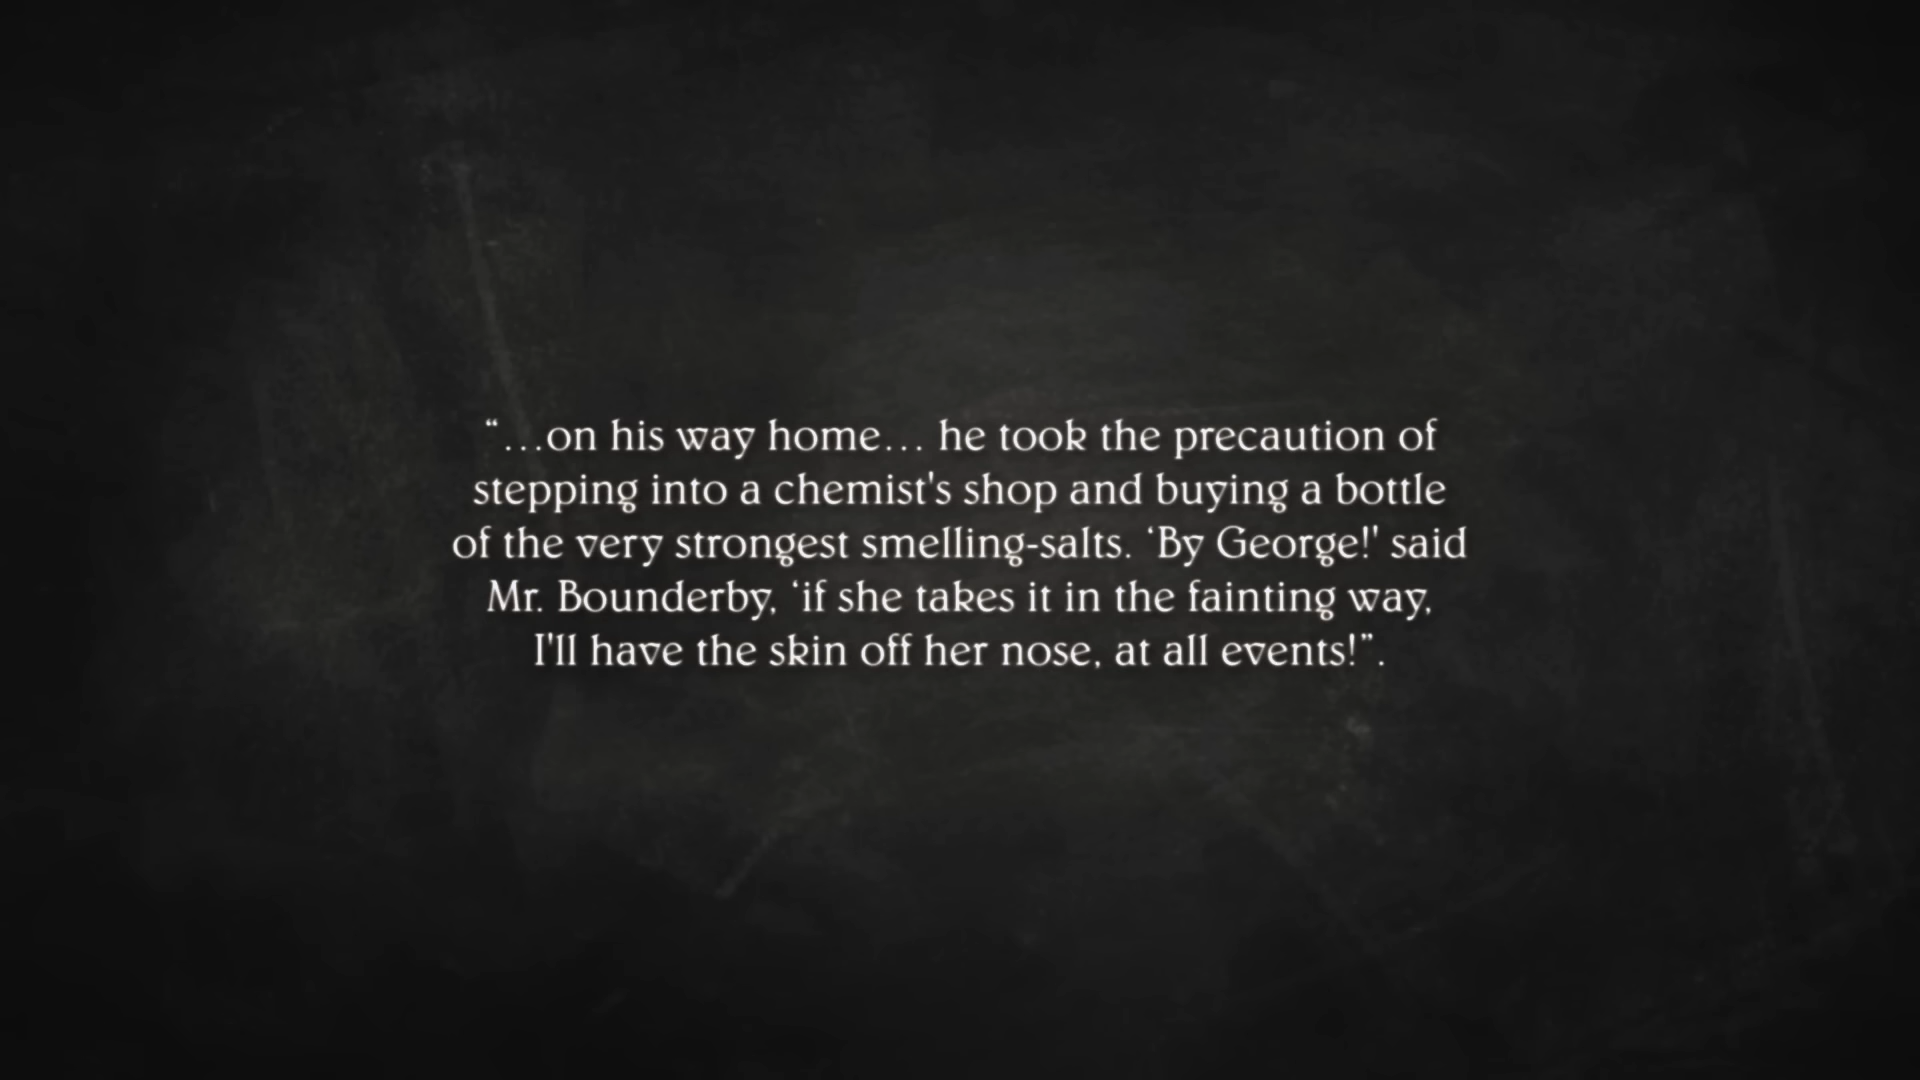 “…on his way home… he took the precaution of
stepping into a chemist's shop and buying a bottle
of the very strongest smelling-salts. ‘By George!' said
Mr. Bounderby, ‘if she takes it in the fainting way,
I'll have the skin off her nose, at all events!”.